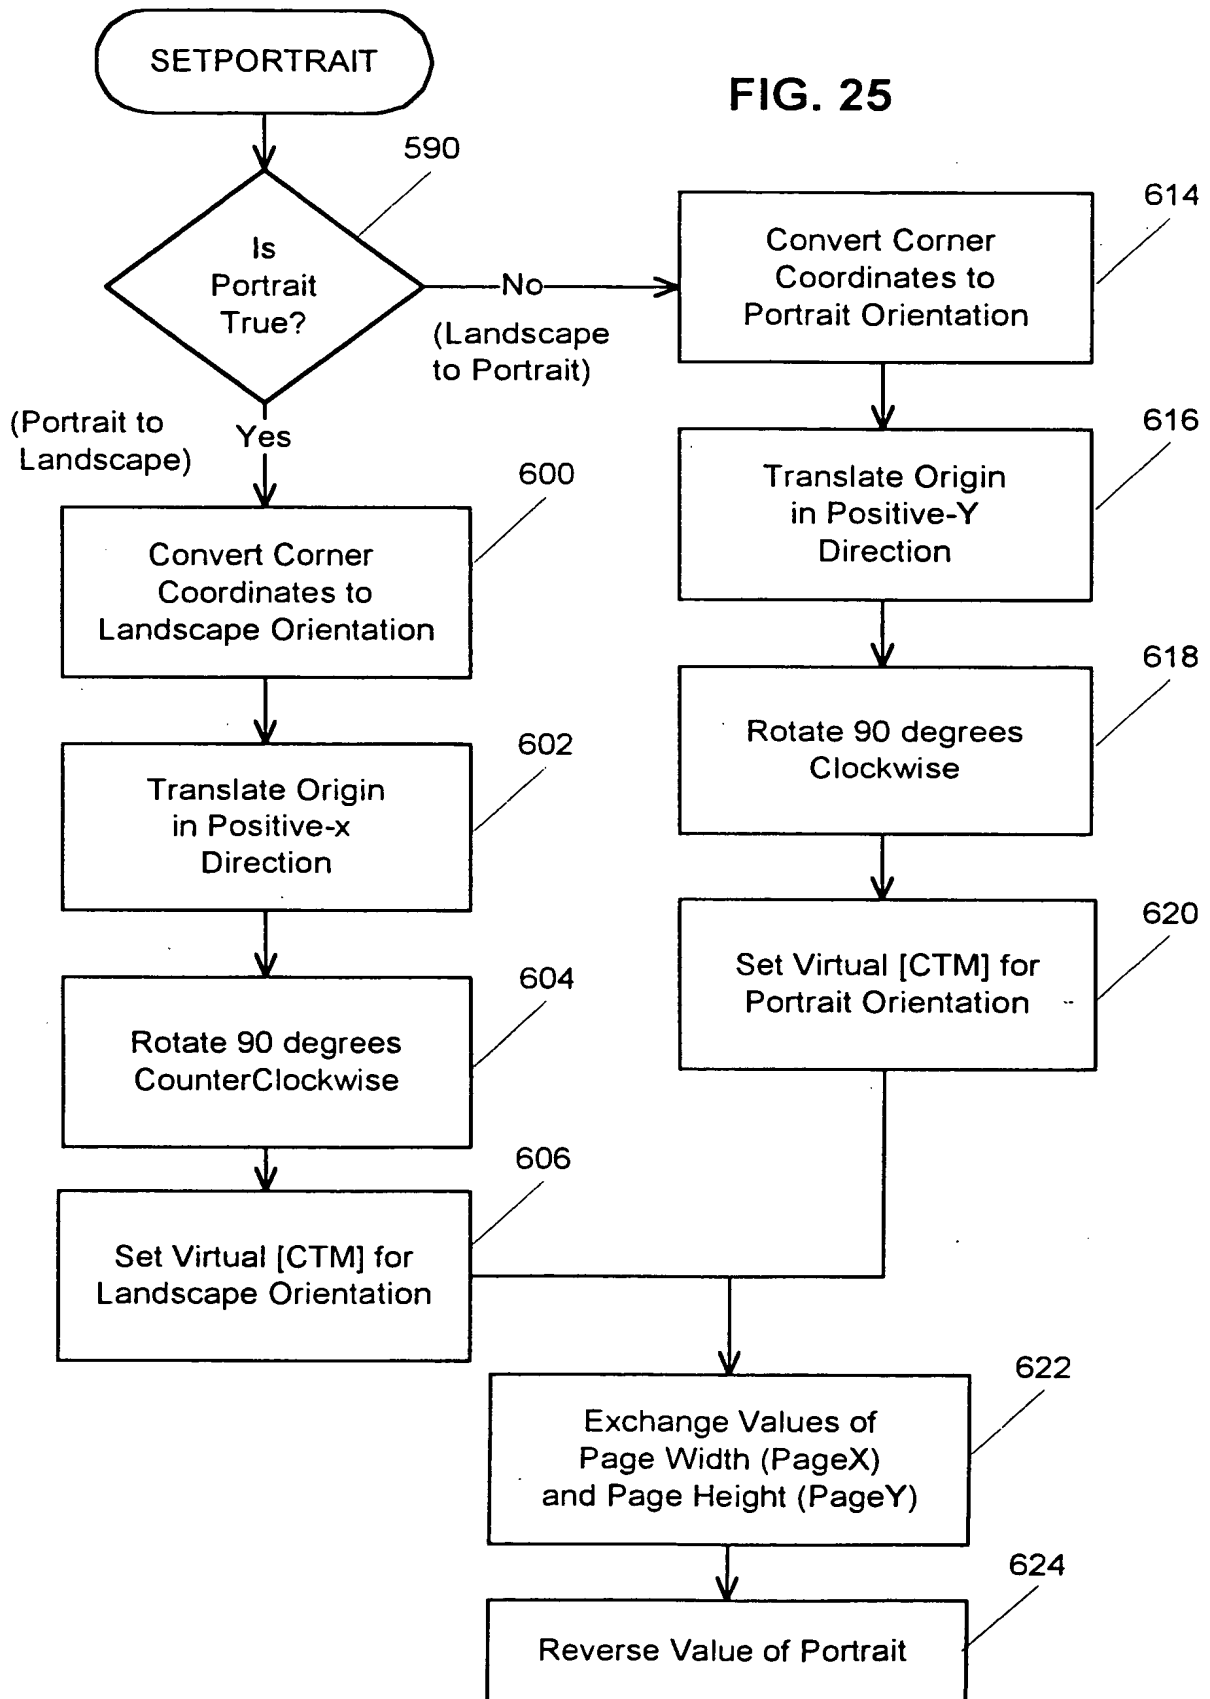 SETPORTRAIT
FIG. 25
590
Is
Portrait
True?
No
(Landscape
to Portrait)
(Portrait to
Landscape)
Yes
600
Convert Corner
Coordinates to
Landscape Orientation
602
Translate Origin
in Positive-x
Direction
604
Rotate 90 degrees
CounterClockwise
606
Set Virtual [CTM] for
Landscape Orientation
614
Convert Corner
Coordinates to
Portrait Orientation
616
Translate Origin
in Positive-Y
Direction
618
Rotate 90 degrees
Clockwise
620
Set Virtual [CTM] for
Portrait Orientation
622
Exchange Values of
Page Width (PageX)
and Page Height (PageY)
624
Reverse Value of Portrait